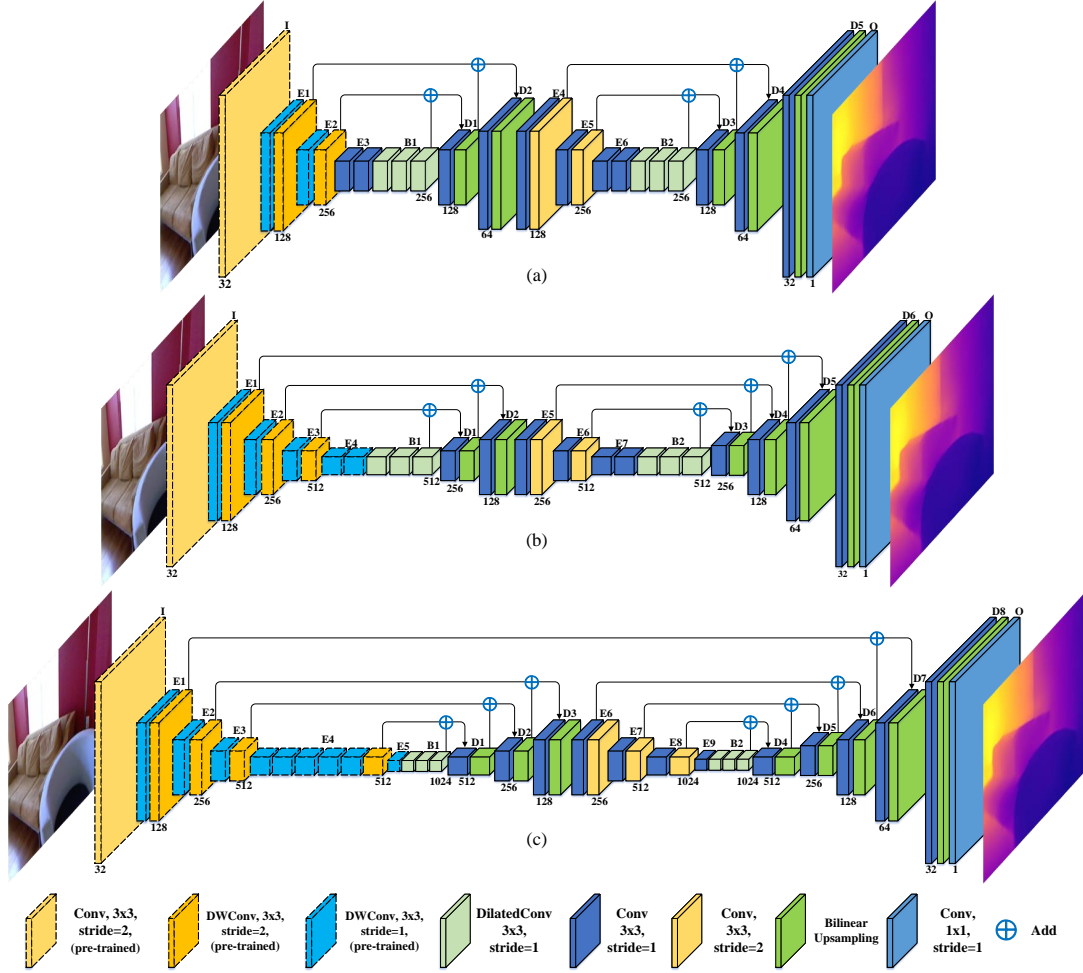 I
E1
E2
E3
B1
D1
D2
E4
E5
E6
B2
D3
D4
D5
O
32
128
256
256
128
64
128
256
256
128
64
32
1
(a)
I
E1
E2
E3
E4
B1
D1
D2
E5
E6
E7
B2
D3
D4
D5
D6
O
32
128
256
512
512
256
128
256
512
512
256
128
64
32
1
(b)
I
E1
E2
E3
E4
E5
B1
D1
D2
D3
E6
E7
E8
E9
B2
D4
D5
D6
D7
D8
O
32
128
256
512
512
1024
512
256
128
256
512
1024
1024
512
256
128
64
32
1
(c)
Conv, 3x3,
stride=2,
(pre-trained)
DWConv, 3x3,
stride=2,
(pre-trained)
DWConv, 3x3,
stride=1,
(pre-trained)
DilatedConv
3x3,
stride=1
Conv
3x3,
stride=1
Conv,
3x3,
stride=2
Bilinear
Upsampling
Conv,
1x1,
stride=1
Add